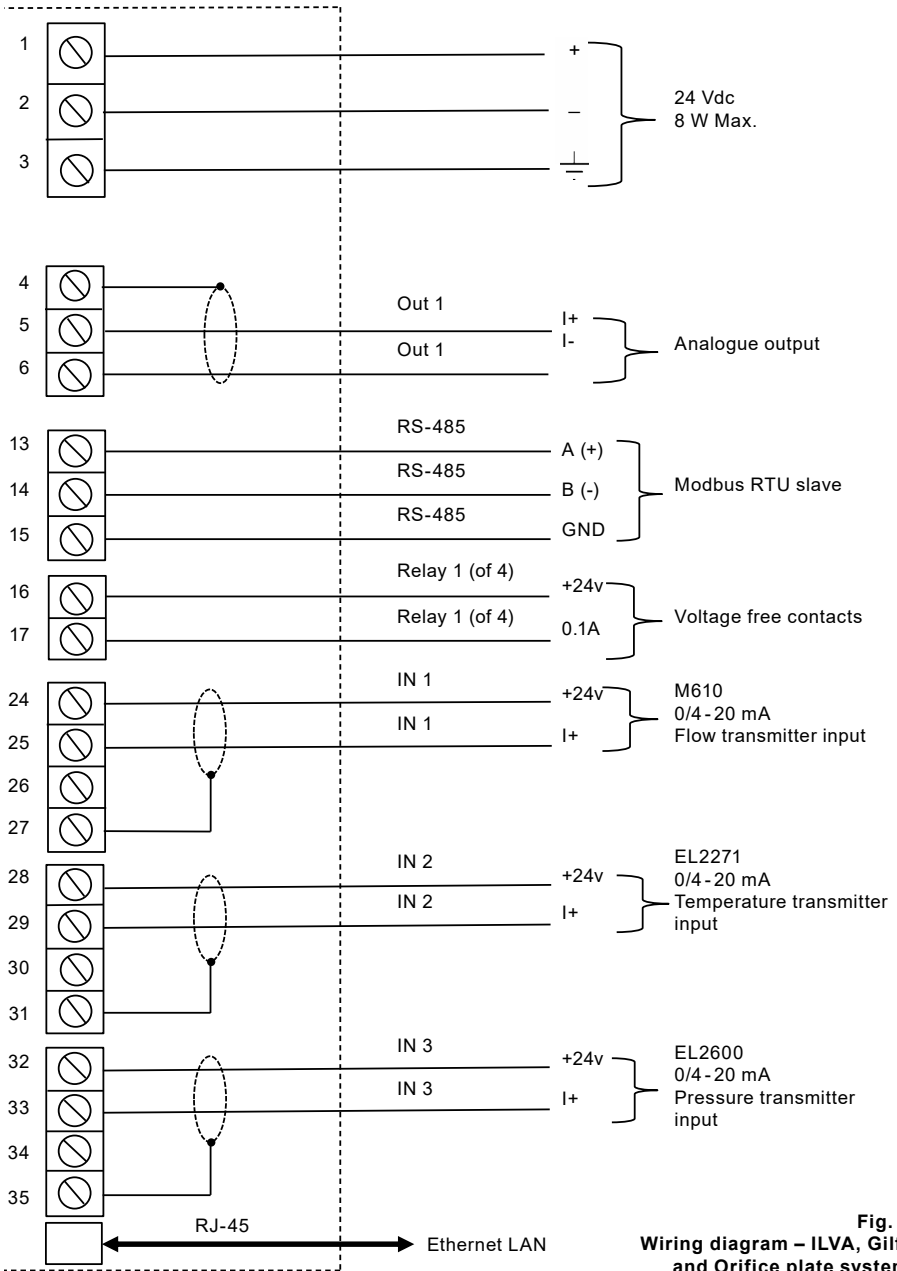 1
+
2
–
3
24 Vdc
8 W Max.
4
5
Out 1
I+
I-
6
Out 1
Analogue output
13
RS-485
A (+)
14
RS-485
B (-)
Modbus RTU slave
15
RS-485
GND
16
Relay 1 (of 4)
+24v
17
Relay 1 (of 4)
0.1A
Voltage free contacts
24
IN 1
+24v
25
IN 1
I+
26
27
M610
0/4-20 mA
Flow transmitter input
28
IN 2
+24v
29
IN 2
I+
30
31
EL2271
0/4-20 mA
Temperature transmitter
input
32
IN 3
+24v
33
IN 3
I+
34
35
EL2600
0/4-20 mA
Pressure transmitter
input
RJ-45
Ethernet LAN
Fig.
Wiring diagram – ILVA,
and Orifice plate